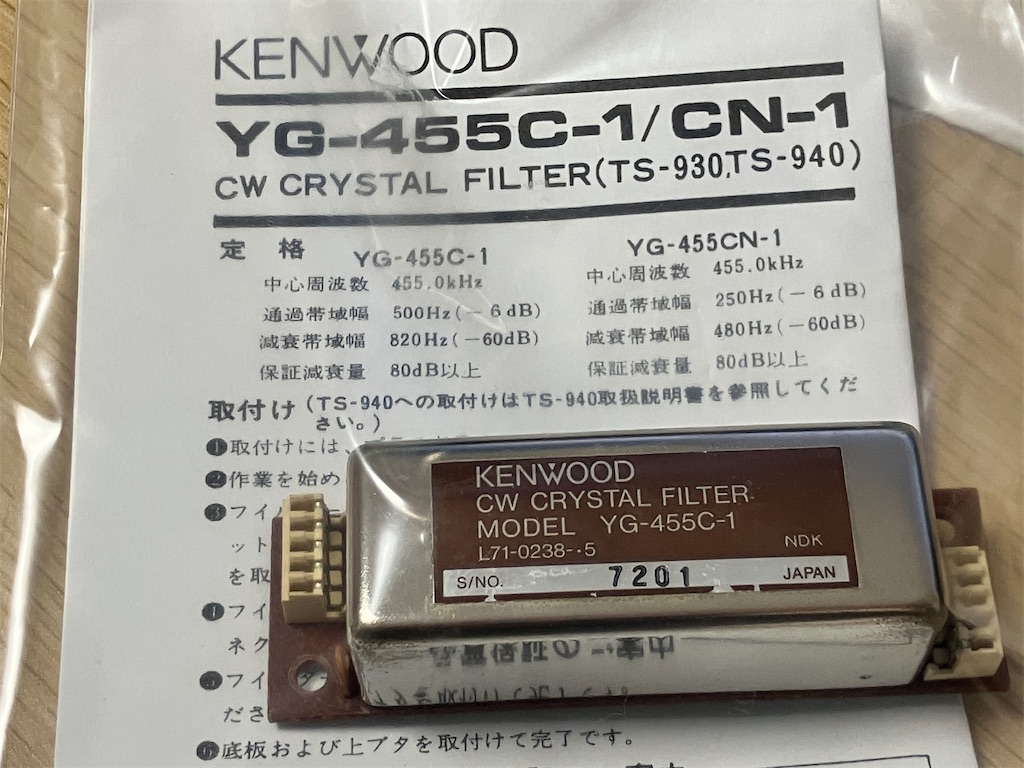 KENWOOD
YG-455C-1/CN-1
CW CRYSTAL FILTER(TS-930,TS-940)
定格 YG-455C-1 YG-455CN-1
中心周波数 455.0kHz 中心周波数 455.0kHz
通過帯域幅 500Hz(-6dB) 通過帯域幅 250Hz(-6dB)
減衰帯域幅 820Hz(-60dB) 減衰帯域幅 480Hz(-60dB)
保証減衰量 80dB以上 保証減衰量 80dB以上
取付け(TS-940への取付けはTS-940取扱説明書を参照してくだ
さい。)
❶取付けには、
❷作業を始め
❸フィ
ット
を取
❹フィ
ネク
❺フィ
ださ
❻底板および上ブタを取付けて完了です。
KENWOOD
CW CRYSTAL FILTER
MODEL YG-455C-1
L71-0238-·5 NDK
S/NO. 7201 JAPAN